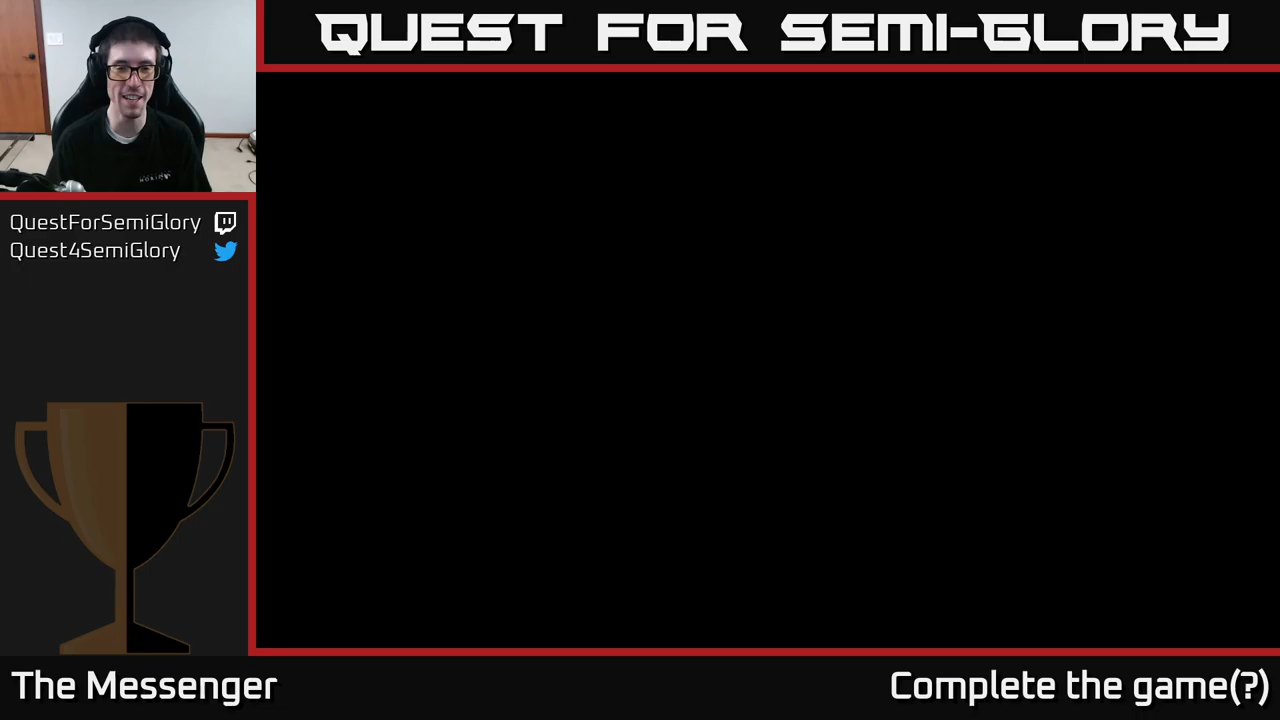 QUEST FOR SEMI-GLORY
QuestForSemiGlory
Quest4SemiGlory
The Messenger
Complete the game(?)